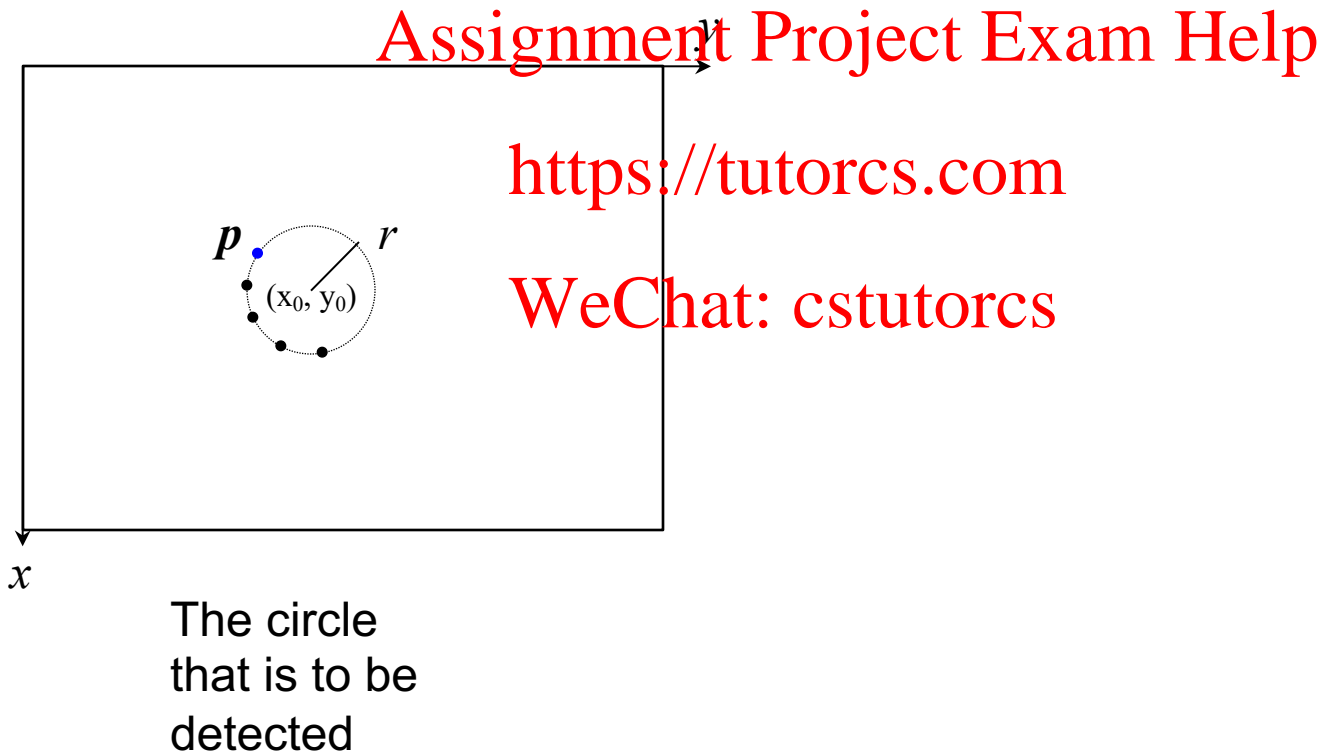 Assignment Project Exam Help
y
https://tutorcs.com
p
r
(x₀, y₀)
WeChat: cstutorcs
x
The circle
that is to be
detected